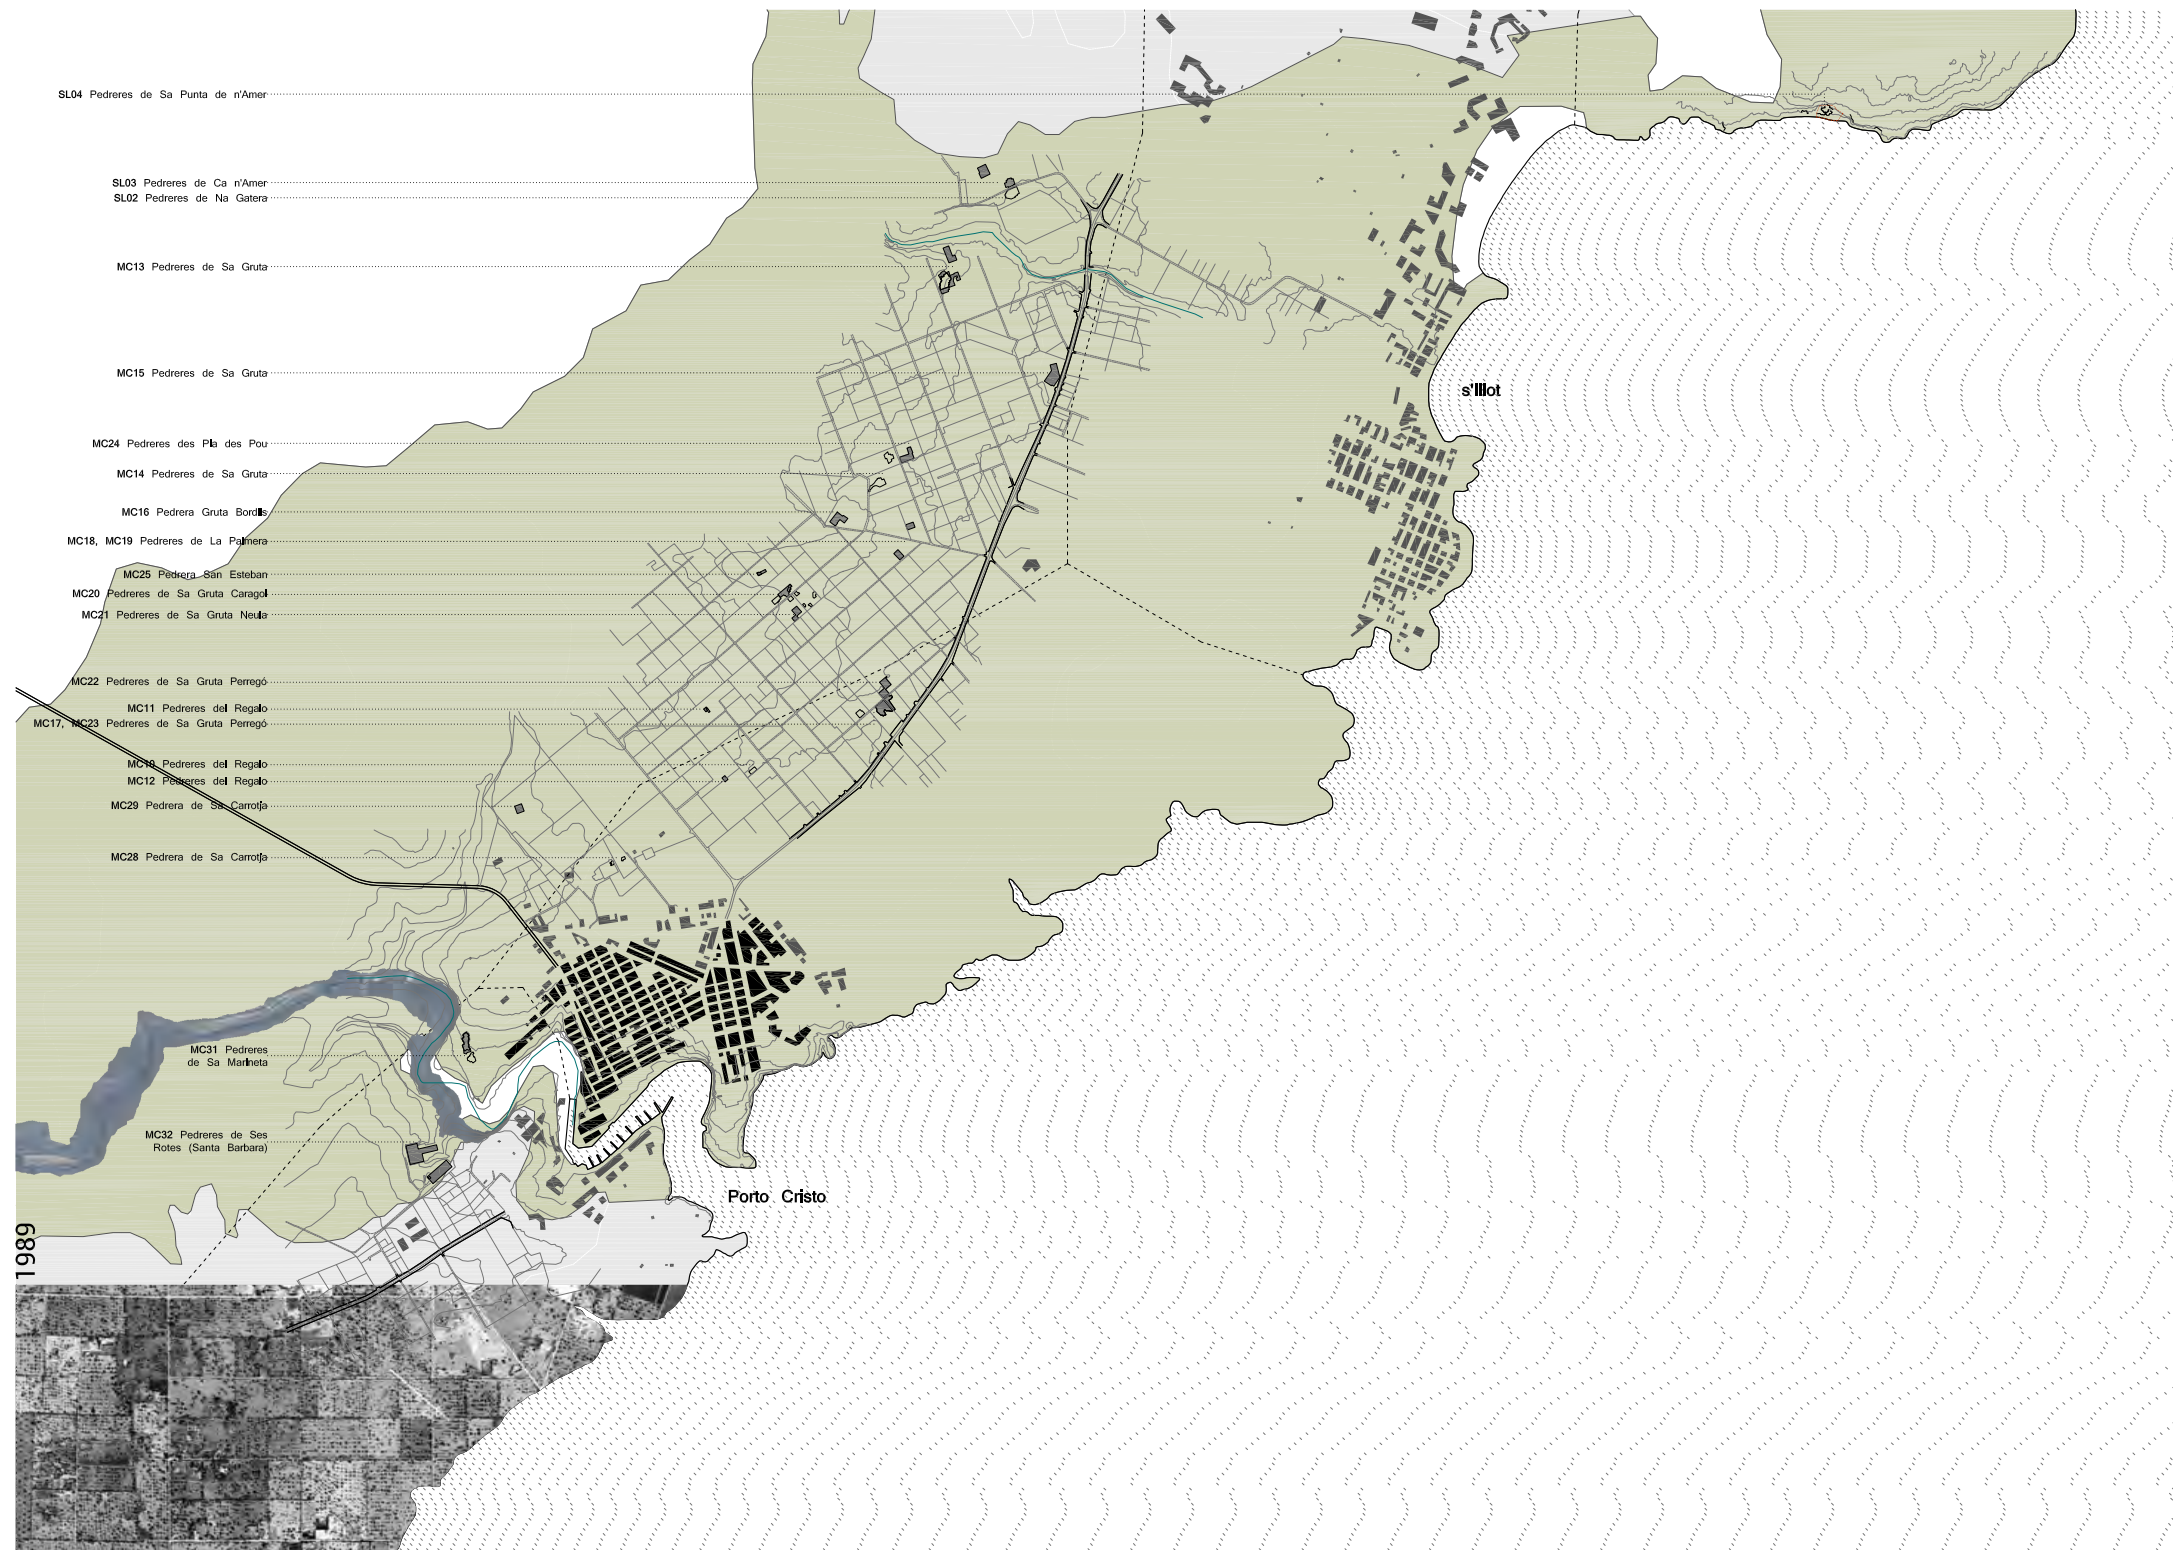 SL04 Pedreres de Sa Punta de n'Amer
SL03 Pedreres de Ca n'Amer
SL02 Pedreres de Na Gatera
MC13 Pedreres de Sa Gruta
MC15 Pedreres de Sa Gruta
s'Illot
MC24 Pedreres des Pla des Pou
MC14 Pedreres de Sa Gruta
MC16 Pedrera Gruta Bordils
MC18, MC19 Pedreres de La Palmera
MC25 Pedrera San Esteban
MC20 Pedreres de Sa Gruta Caragol
MC21 Pedreres de Sa Gruta Neula
MC22 Pedreres de Sa Gruta Perregó
MC11 Pedreres del Regalo
MC17, MC23 Pedreres de Sa Gruta Perregó
MC10 Pedreres del Regalo
MC12 Pedreres del Regalo
MC29 Pedrera de Sa Carrotja
MC28 Pedrera de Sa Carrotja
MC31 Pedreres
de Sa Marineta
MC32 Pedreres de Ses
Rotes (Santa Barbara)
Porto Cristo
1989